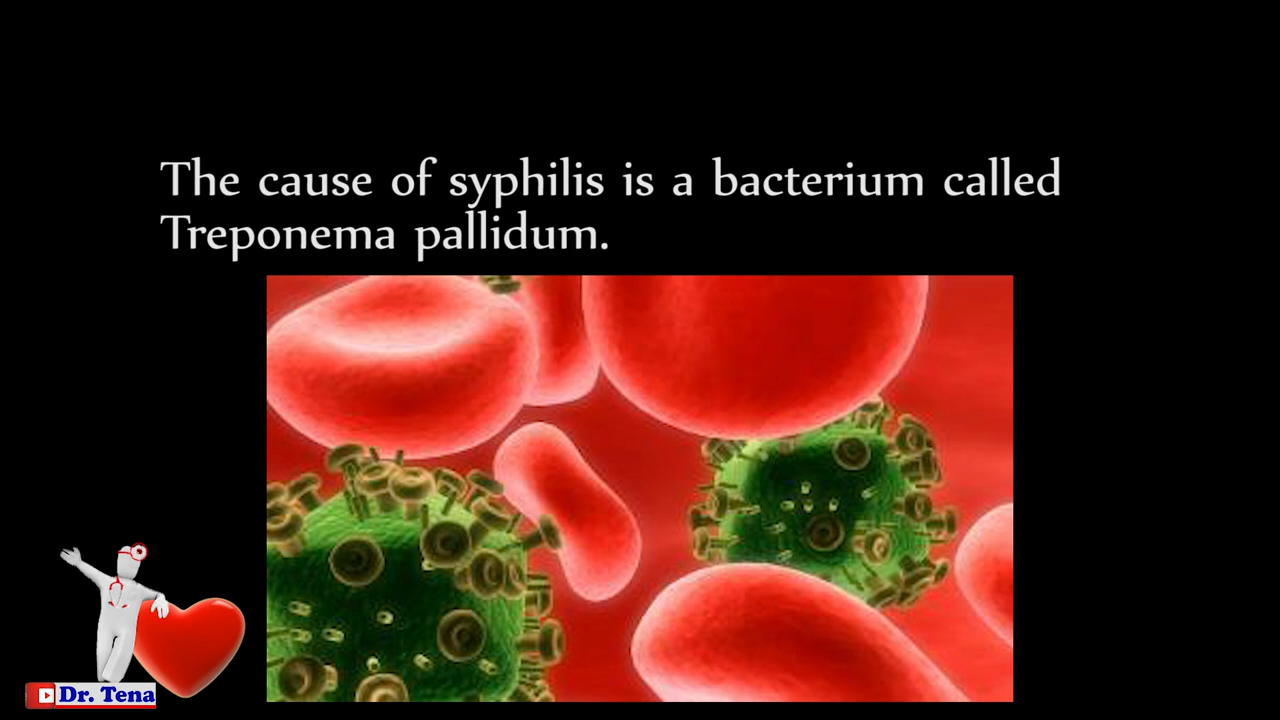 The cause of syphilis is a bacterium called
Treponema pallidum.
Dr. Tena